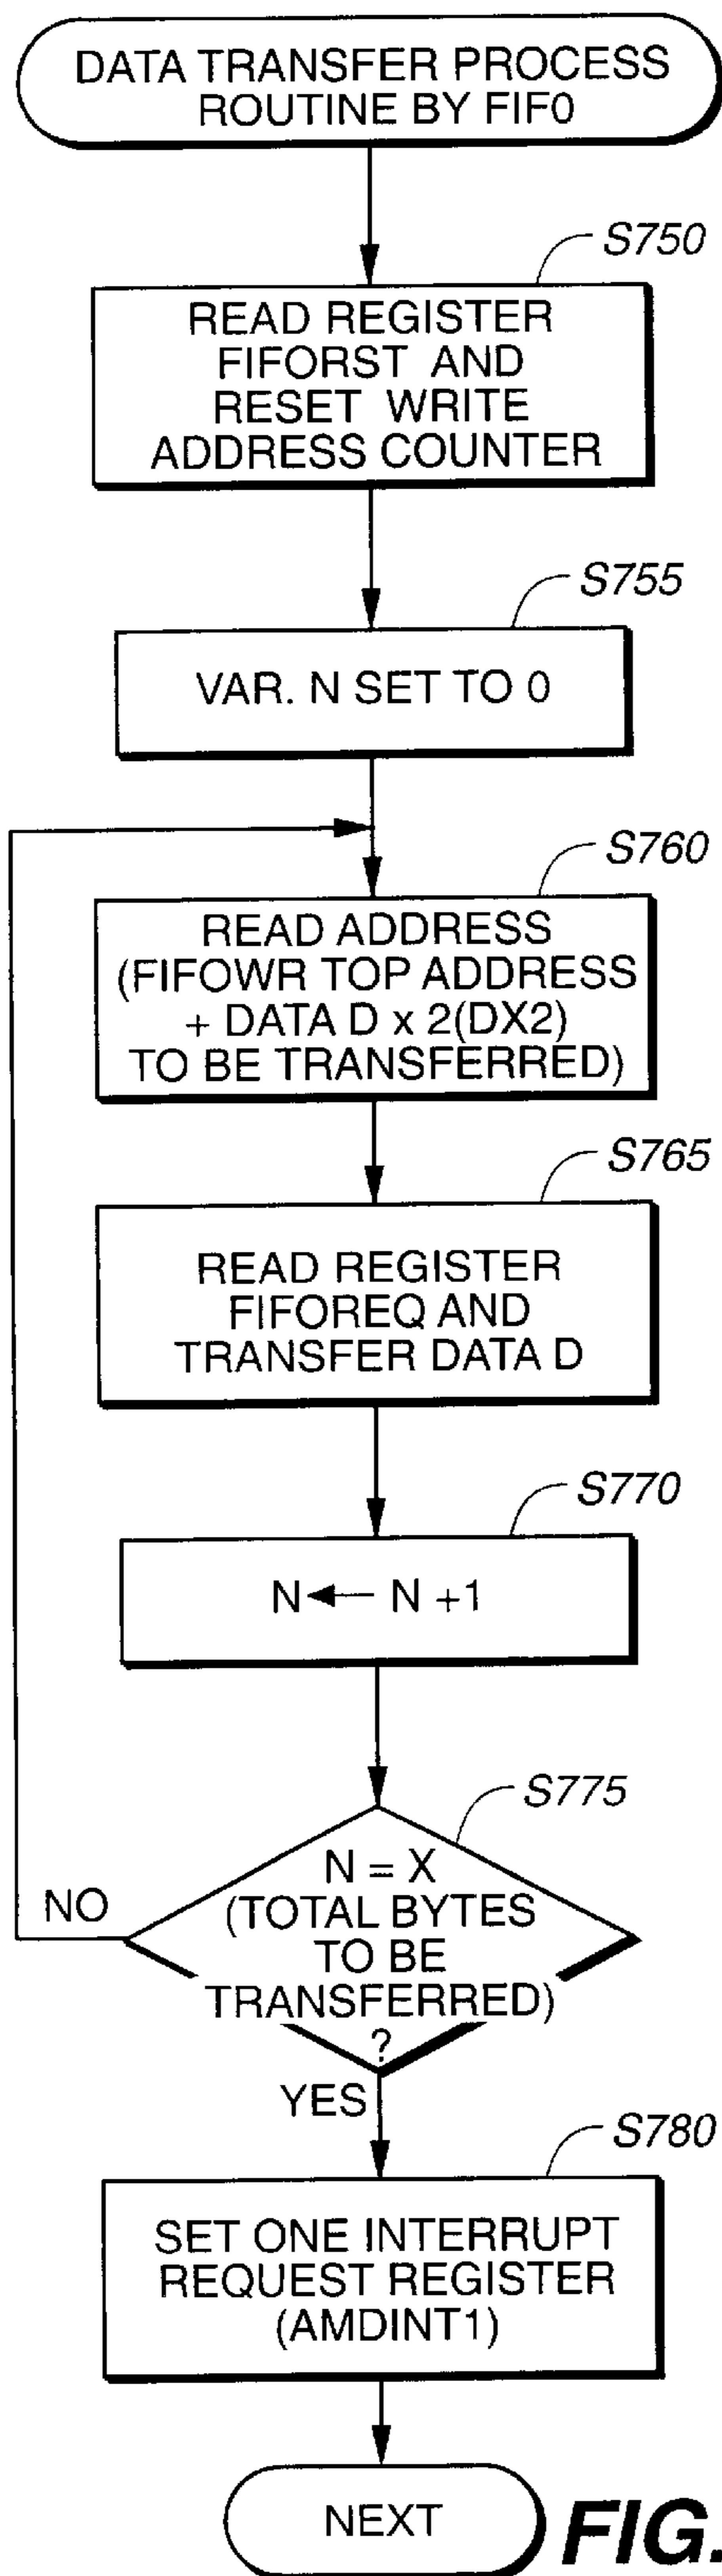 DATA TRANSFER PROCESS
ROUTINE BY FIFO
S750
READ REGISTER
FIFORST AND
RESET WRITE
ADDRESS COUNTER
S755
VAR. N SET TO 0
S760
READ ADDRESS
(FIFOWR TOP ADDRESS
+ DATA D x 2(DX2)
TO BE TRANSFERRED)
S765
READ REGISTER
FIFOREQ AND
TRANSFER DATA D
S770
N ← N +1
S775
N = X
(TOTAL BYTES
TO BE
TRANSFERRED)
?
NO
YES
S780
SET ONE INTERRUPT
REQUEST REGISTER
(AMDINT1)
NEXT
FIG.